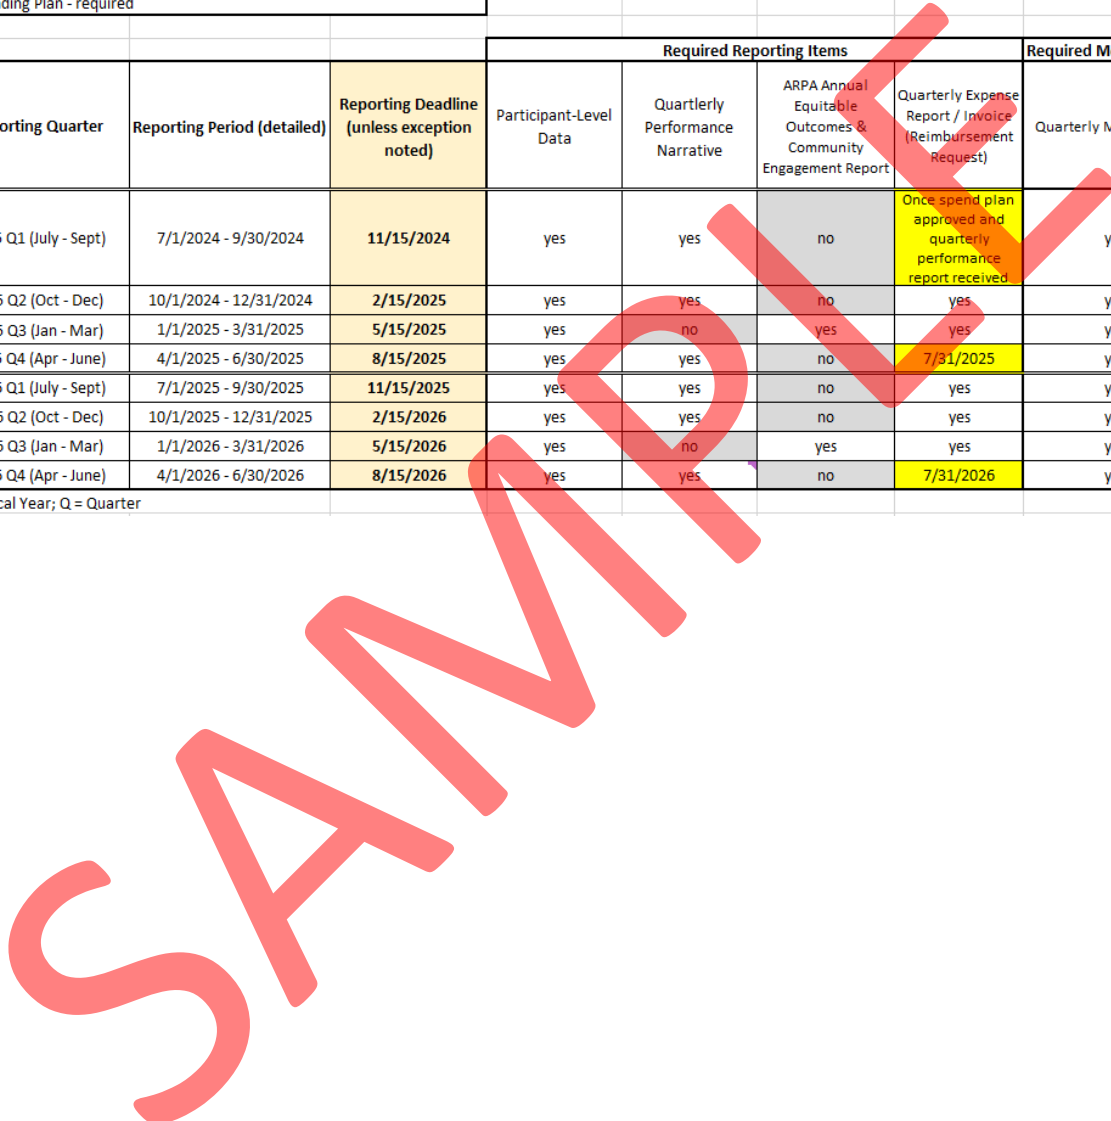 ding Plan - required
Required Reporting Items Required M
orting Quarter Reporting Period (detailed) Reporting Deadline (unless exception noted) Participant-Level Data Quartlerly Performance Narrative ARPA Annual Equitable Outcomes & Community Engagement Report Quarterly Expense Report / Invoice (Reimbursement Request) Quarterly M
Q1 (July - Sept) 7/1/2024 - 9/30/2024 11/15/2024 yes yes no Once spend plan approved and quarterly performance report received y
Q2 (Oct - Dec) 10/1/2024 - 12/31/2024 2/15/2025 yes yes no yes y
Q3 (Jan - Mar) 1/1/2025 - 3/31/2025 5/15/2025 yes no yes yes y
Q4 (Apr - June) 4/1/2025 - 6/30/2025 8/15/2025 yes yes no 7/31/2025 y
Q1 (July - Sept) 7/1/2025 - 9/30/2025 11/15/2025 yes yes no yes y
Q2 (Oct - Dec) 10/1/2025 - 12/31/2025 2/15/2026 yes yes no yes y
Q3 (Jan - Mar) 1/1/2026 - 3/31/2026 5/15/2026 yes no yes yes y
Q4 (Apr - June) 4/1/2026 - 6/30/2026 8/15/2026 yes yes no 7/31/2026 y
cal Year; Q = Quarter
SAMPLE